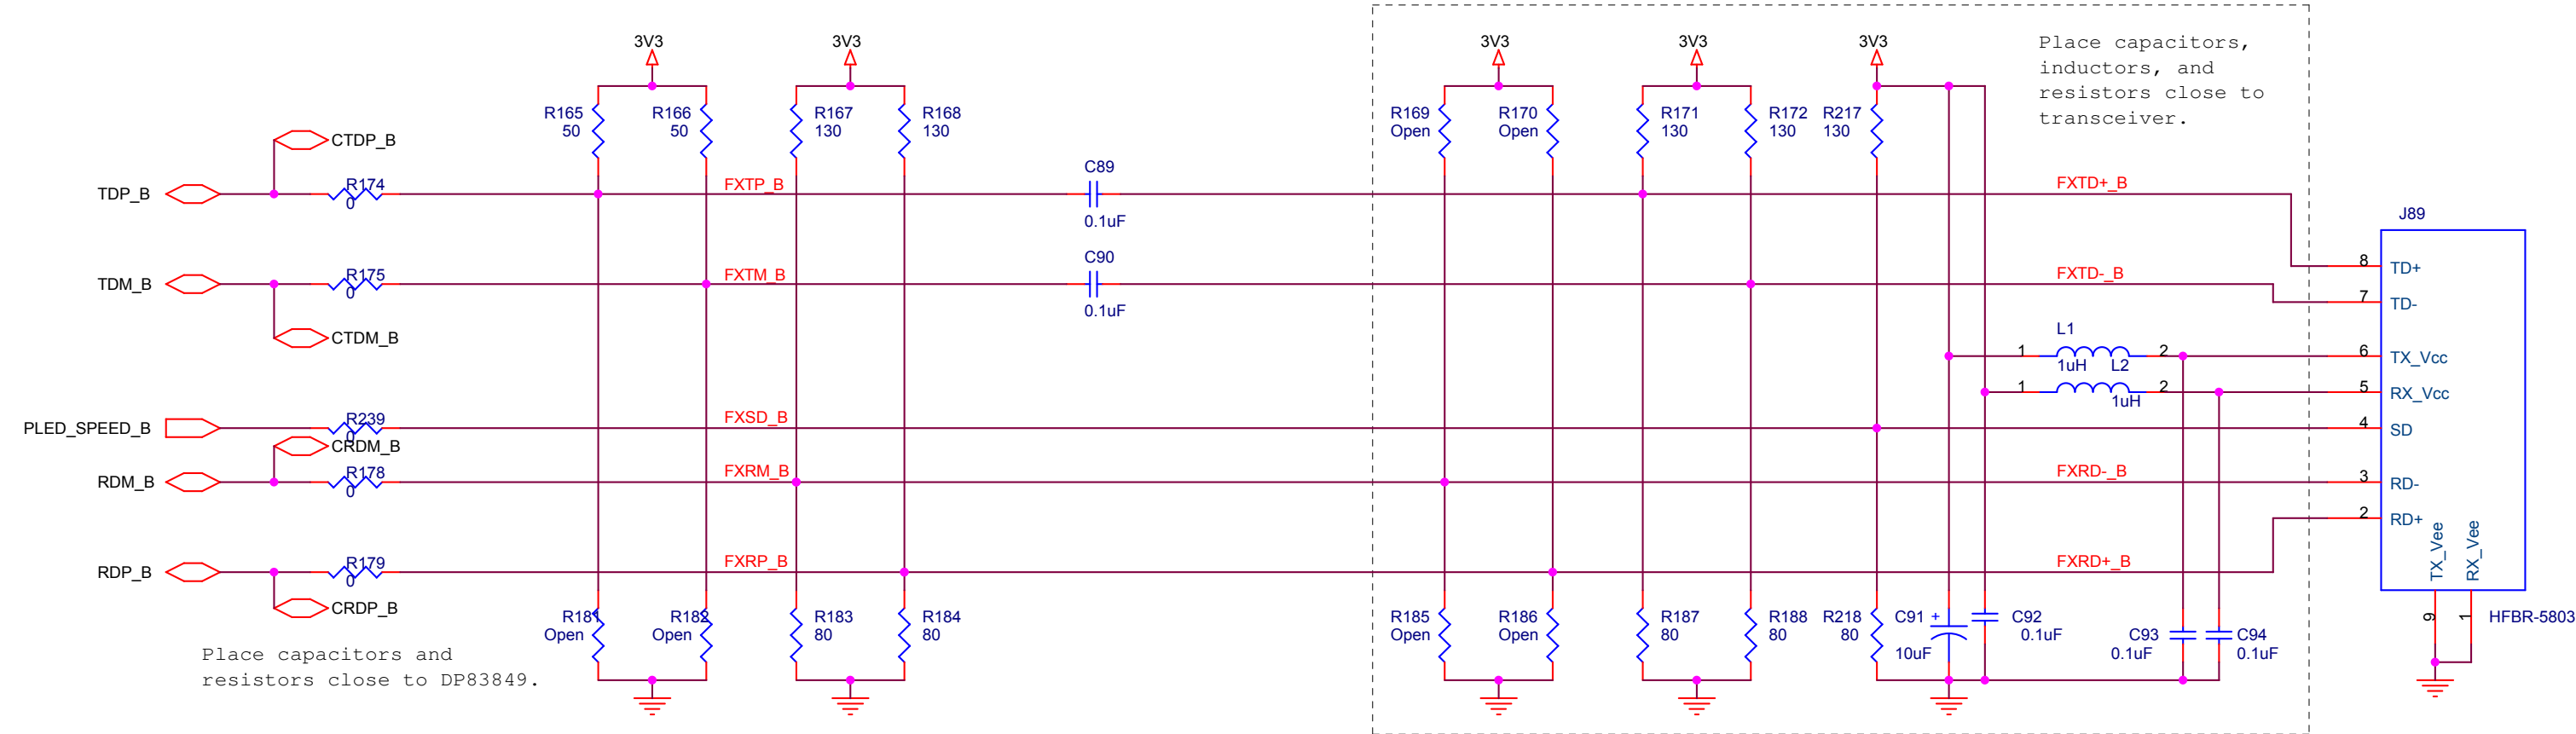 3V3
3V3
3V3
3V3
3V3
Place capacitors,
inductors, and
resistors close to
transceiver.
R165
50
R166
50
R167
130
R168
130
R169
Open
R170
Open
R171
130
R172
130
R217
130
CTDP_B
TDP_B
R174
0
FXTP_B
C89
0.1uF
FXTD+_B
J89
TDM_B
R175
0
FXTM_B
C90
0.1uF
FXTD-_B
CTDM_B
8
TD+
7
TD-
L1
1
2
1uH
L2
1
2
1uH
6
TX_Vcc
5
RX_Vcc
PLED_SPEED_B
R239
0
FXSD_B
4
SD
CRDM_B
RDM_B
R178
0
FXRM_B
FXRD-_B
3
RD-
2
RD+
RDP_B
R179
0
FXRP_B
FXRD+_B
CRDP_B
TX_Vee
RX_Vee
9
1
HFBR-5803
R181
Open
R182
Open
R183
80
R184
80
R185
Open
R186
Open
R187
80
R188
80
R218
80
C91
+
10uF
C92
0.1uF
C93
0.1uF
C94
0.1uF
Place capacitors and
resistors close to DP83849.